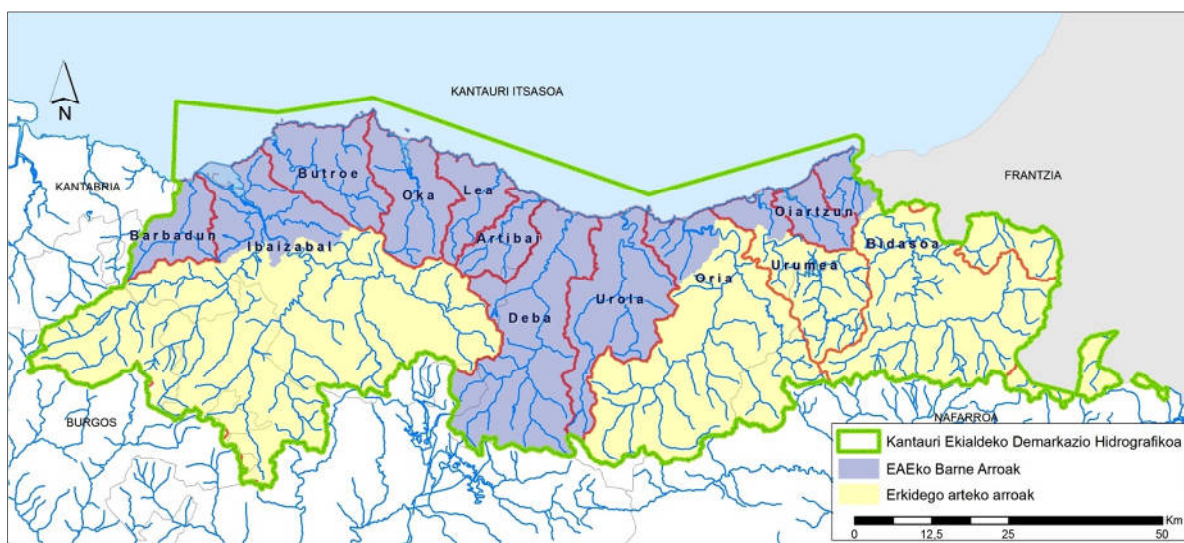 KANTAURI ITSASOA
N
KANTABRIA
FRANTZIA
Butroe
Oka
Lea
Oiartzun
Barbadun
Artibai
Ibaizabal
Bidasoa
Urumea
Oria
Urola
Deba
BURGOS
NAFARROA
Kantauri Ekialdeko Demarkazio Hidrografikoa
EAEko Barne Arroak
Erkidego arteko arroak
Km
0 12,5 25 50